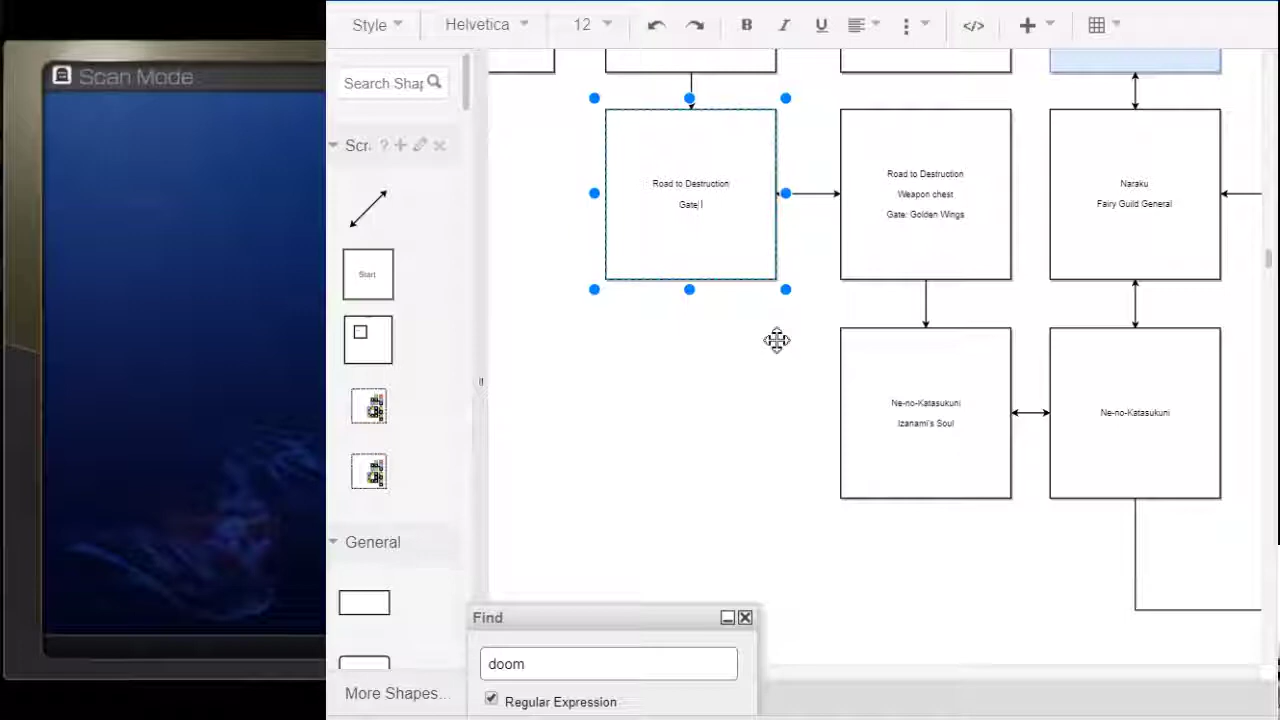 Style
Helvetica
12
B
I
U
</>
Scan Mode
Search Shap
Scr.
?
Start
General
More Shapes...
Road to Destruction
Gate
Road to Destruction
Weapon chest
Gate: Golden Wings
Naraku
Fairy Guild General
Ne-no-Katasukuni
Izanami's Soul
Ne-no-Katasukuni
Find
doom
Regular Expression